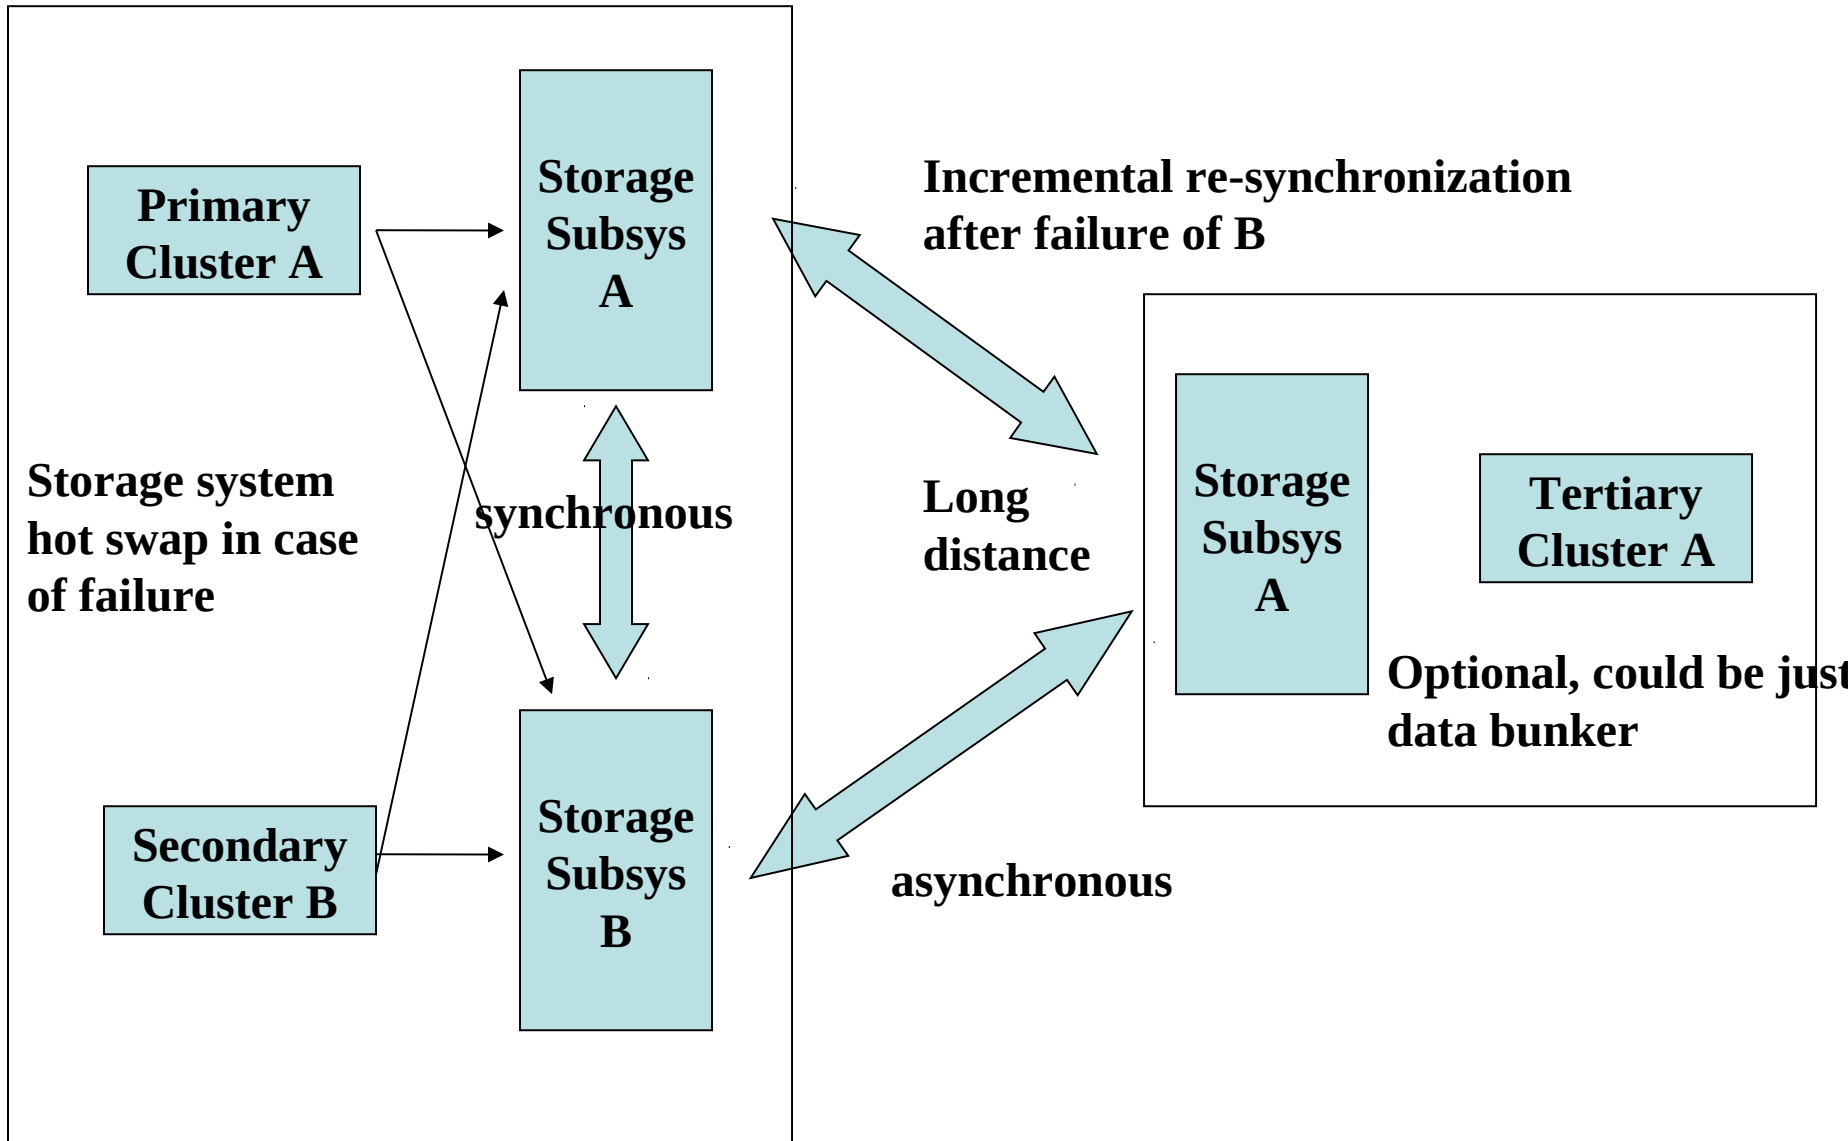 Storage
Subsys
A
Primary
Cluster A
Incremental re-synchronization
after failure of B
Storage system
hot swap in case
of failure
synchronous
Long
distance
Storage
Subsys
A
Tertiary
Cluster A
Optional, could be just
data bunker
Secondary
Cluster B
Storage
Subsys
B
asynchronous